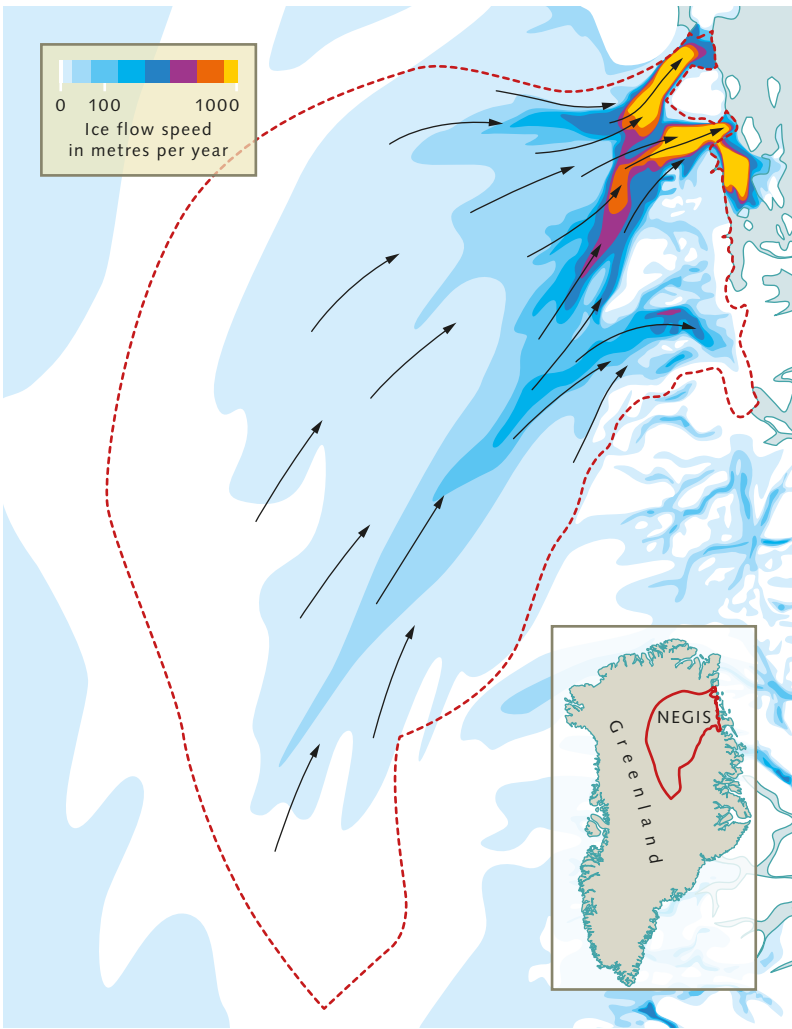 0 100 1000
Ice flow speed
in metres per year
NEGIS
Greenland